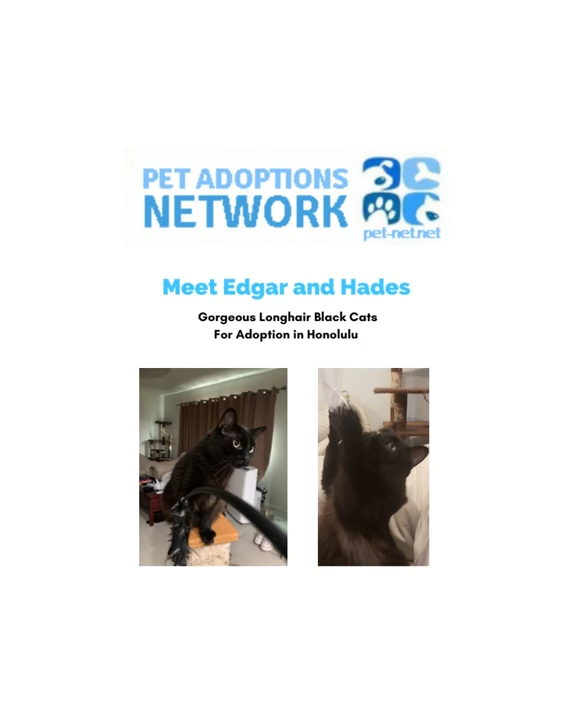 PET ADOPTIONS
NETWORK
pet-net.net
Meet Edgar and Hades
Gorgeous Longhair Black Cats
For Adoption in Honolulu